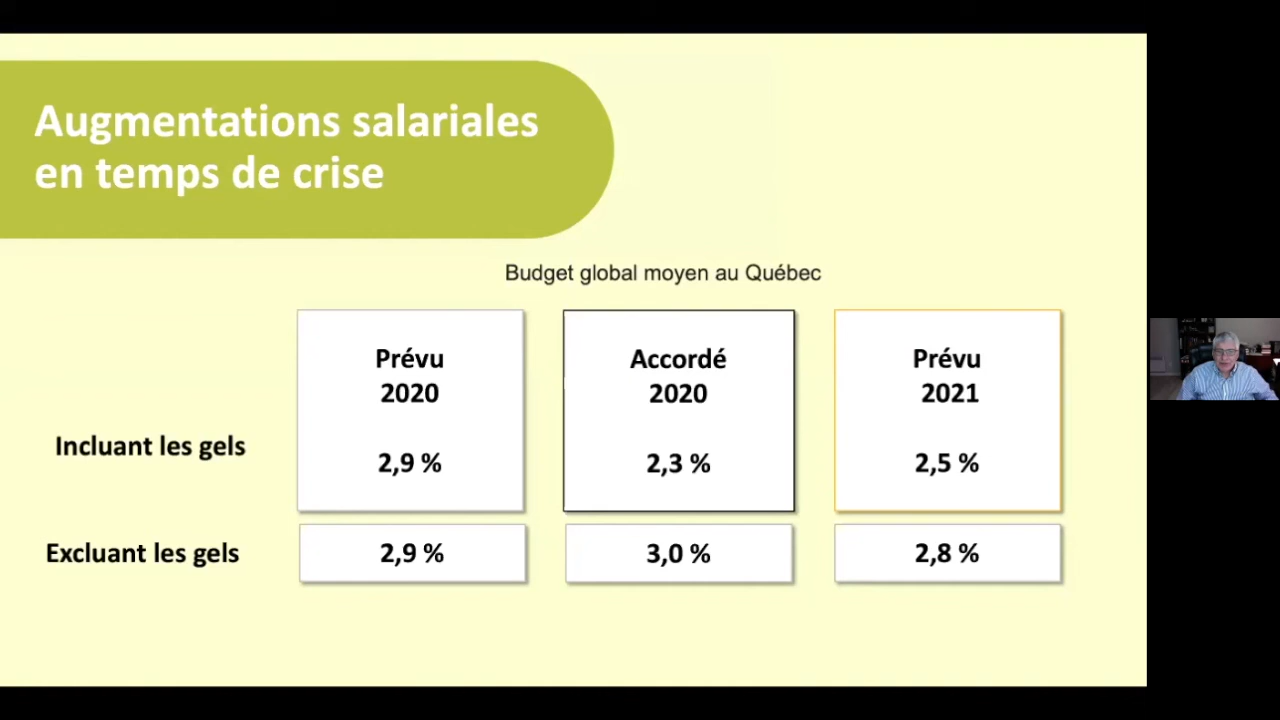 Augmentations salariales
en temps de crise
Budget global moyen au Québec
Prévu
2020
Accordé
2020
Prévu
2021
Incluant les gels
2,9 %
2,3 %
2,5 %
Excluant les gels
2,9 %
3,0 %
2,8 %